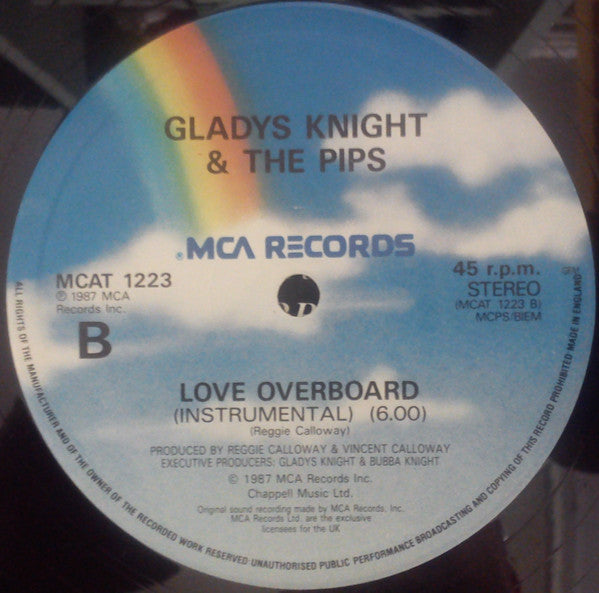 GLADYS KNIGHT
& THE PIPS
®MCA RECORDS
MCAT 1223
℗ 1987 MCA
Records Inc.
B
45 r.p.m.
STEREO
(MCAT 1223 B)
MCPS/BIEM
LOVE OVERBOARD
(INSTRUMENTAL) (6.00)
(Reggie Calloway)
PRODUCED BY REGGIE CALLOWAY & VINCENT CALLOWAY
EXECUTIVE PRODUCERS: GLADYS KNIGHT & BUBBA KNIGHT
© 1987 MCA Records Inc.
Chappell Music Ltd.
Original sound recording made by MCA Records, Inc.
MCA Records Ltd. are the exclusive
licensees for the UK
ALL RIGHTS OF THE MANUFACTURER AND OF THE OWNER OF THE RECORDED WORK RESERVED UNAUTHORISED PUBLIC PERFORMANCE BROADCASTING AND COPYING OF THIS RECORD PROHIBITED MADE IN ENGLAND